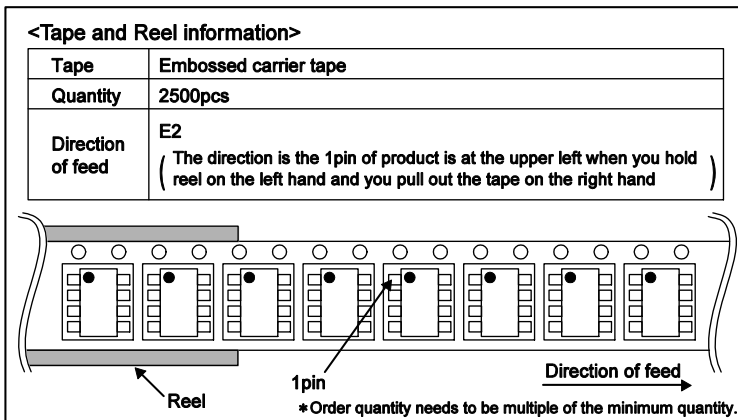 <Tape and Reel information>
Tape Embossed carrier tape
Quantity 2500pcs
Direction of feed
E2
( The direction is the 1pin of product is at the upper left when you hold
reel on the left hand and you pull out the tape on the right hand )
Reel
1pin
Direction of feed
*Order quantity needs to be multiple of the minimum quantity.